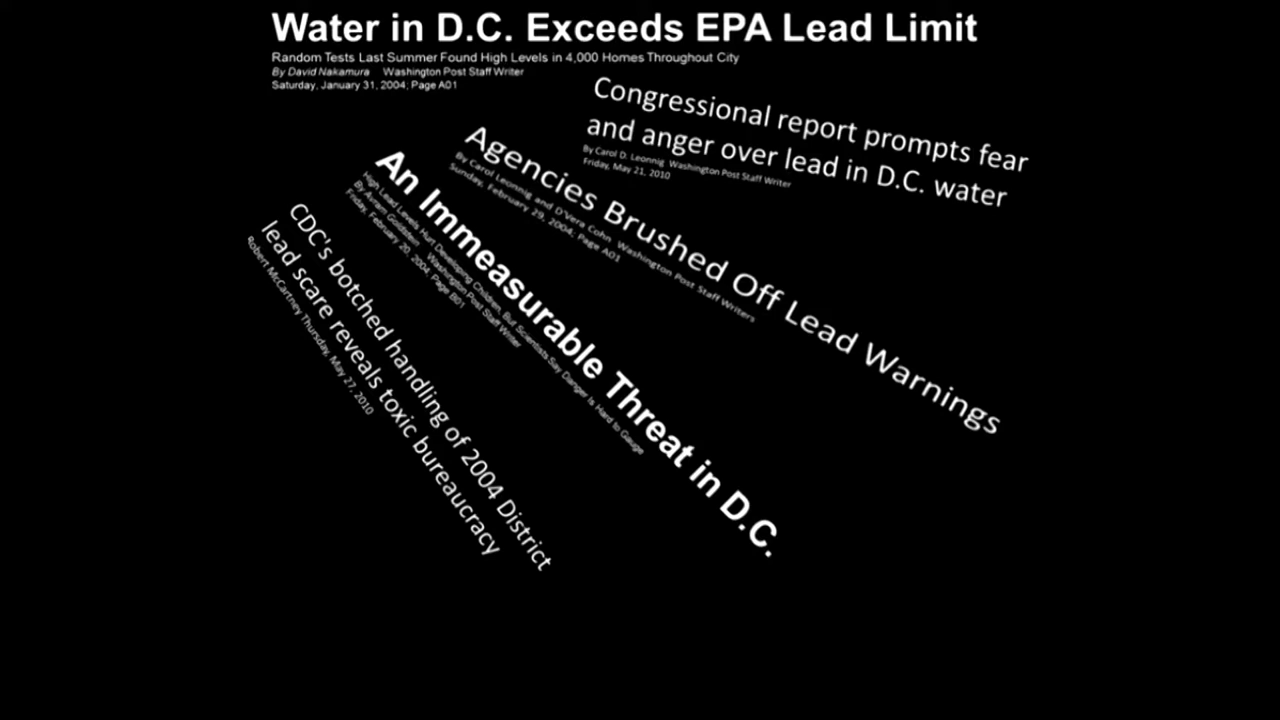 Water in D.C. Exceeds EPA Lead Limit
Random Tests Last Summer Found High Levels in 4,000 Homes Throughout City
By David Nakamura Washington Post Staff Writer
Saturday, January 31, 2004; Page A01
Congressional report prompts fear
and anger over lead in D.C. water
By Carol D. Leonnig Washington Post Staff Writer
Friday, May 21, 2010
Agencies Brushed Off Lead Warnings
By Carol Leonnig and D'Vera Cohn Washington Post Staff Writers
Sunday, February 29, 2004; Page A01
An Immeasurable Threat in D.C.
High Lead Levels Hurt Developing Children, But Scientists Say Danger Is Hard to Gauge
By Avram Goldstein Washington Post Staff Writer
Friday, February 20, 2004; Page B01
CDC's botched handling of 2004 District
lead scare reveals toxic bureaucracy
Robert McCartney Thursday, May 27, 2010